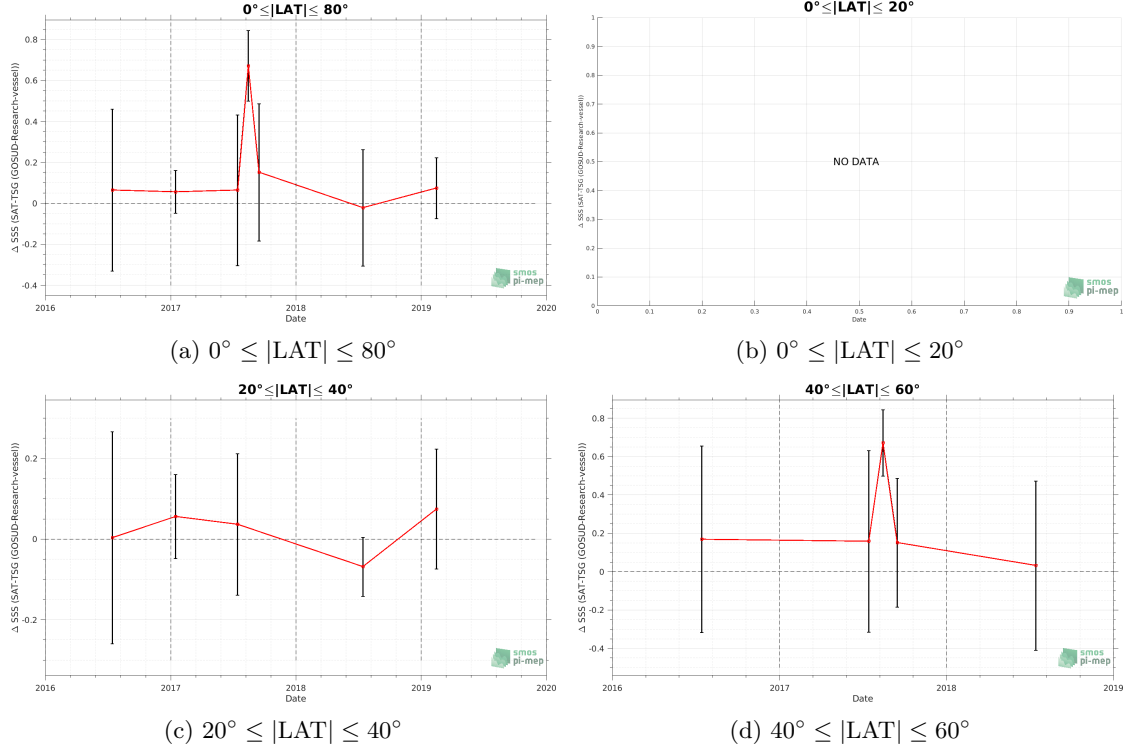 0°≤|LAT|≤ 80°
Δ SSS (SAT-TSG (GOSUD-Research-vessel))
0.8
0.6
0.4
0.2
0
-0.2
-0.4
2016
2017
2018
2019
2020
Date
smos
pi-mep
(a) 0° ≤ |LAT| ≤ 80°
0°≤|LAT|≤ 20°
Δ SSS (SAT-TSG (GOSUD-Research-vessel))
1
0.9
0.8
0.7
0.6
0.5
0.4
0.3
0.2
0.1
0
NO DATA
0
0.1
0.2
0.3
0.4
0.5
0.6
0.7
0.8
0.9
1
Date
smos
pi-mep
(b) 0° ≤ |LAT| ≤ 20°
20°≤|LAT|≤ 40°
Δ SSS (SAT-TSG (GOSUD-Research-vessel))
0.2
0
-0.2
2016
2017
2018
2019
2020
Date
smos
pi-mep
(c) 20° ≤ |LAT| ≤ 40°
40°≤|LAT|≤ 60°
Δ SSS (SAT-TSG (GOSUD-Research-vessel))
0.8
0.6
0.4
0.2
0
-0.2
-0.4
2016
2017
2018
2019
Date
smos
pi-mep
(d) 40° ≤ |LAT| ≤ 60°